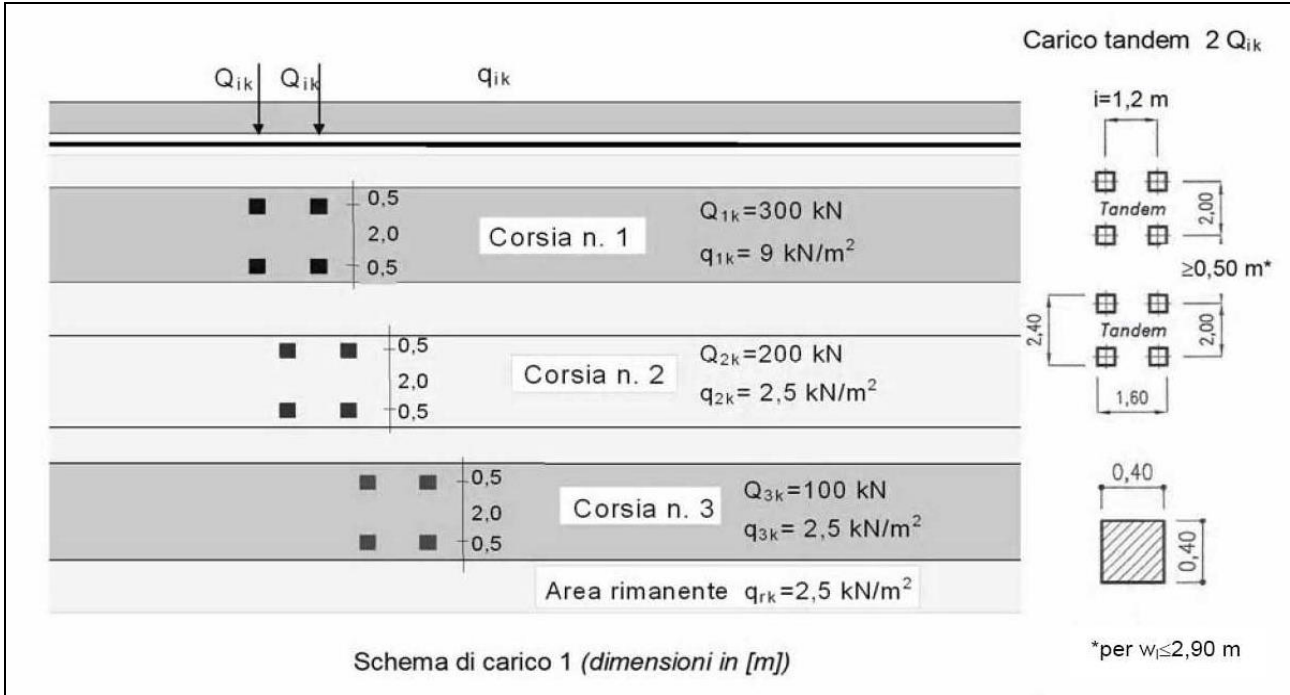 Carico tandem 2 Qik
Qik Qik qik
i=1,2 m
0,5
2,0
0,5
Corsia n. 1
Q1k=300 kN
q1k= 9 kN/m²
Tandem
2,00
≥0,50 m*
0,5
2,0
0,5
Corsia n. 2
Q2k=200 kN
q2k= 2,5 kN/m²
2,40
Tandem
2,00
1,60
0,5
2,0
0,5
Corsia n. 3
Q3k=100 kN
q3k= 2,5 kN/m²
0,40
0,40
Area rimanente qrk=2,5 kN/m²
Schema di carico 1 (dimensioni in [m])
*per wl≤2,90 m